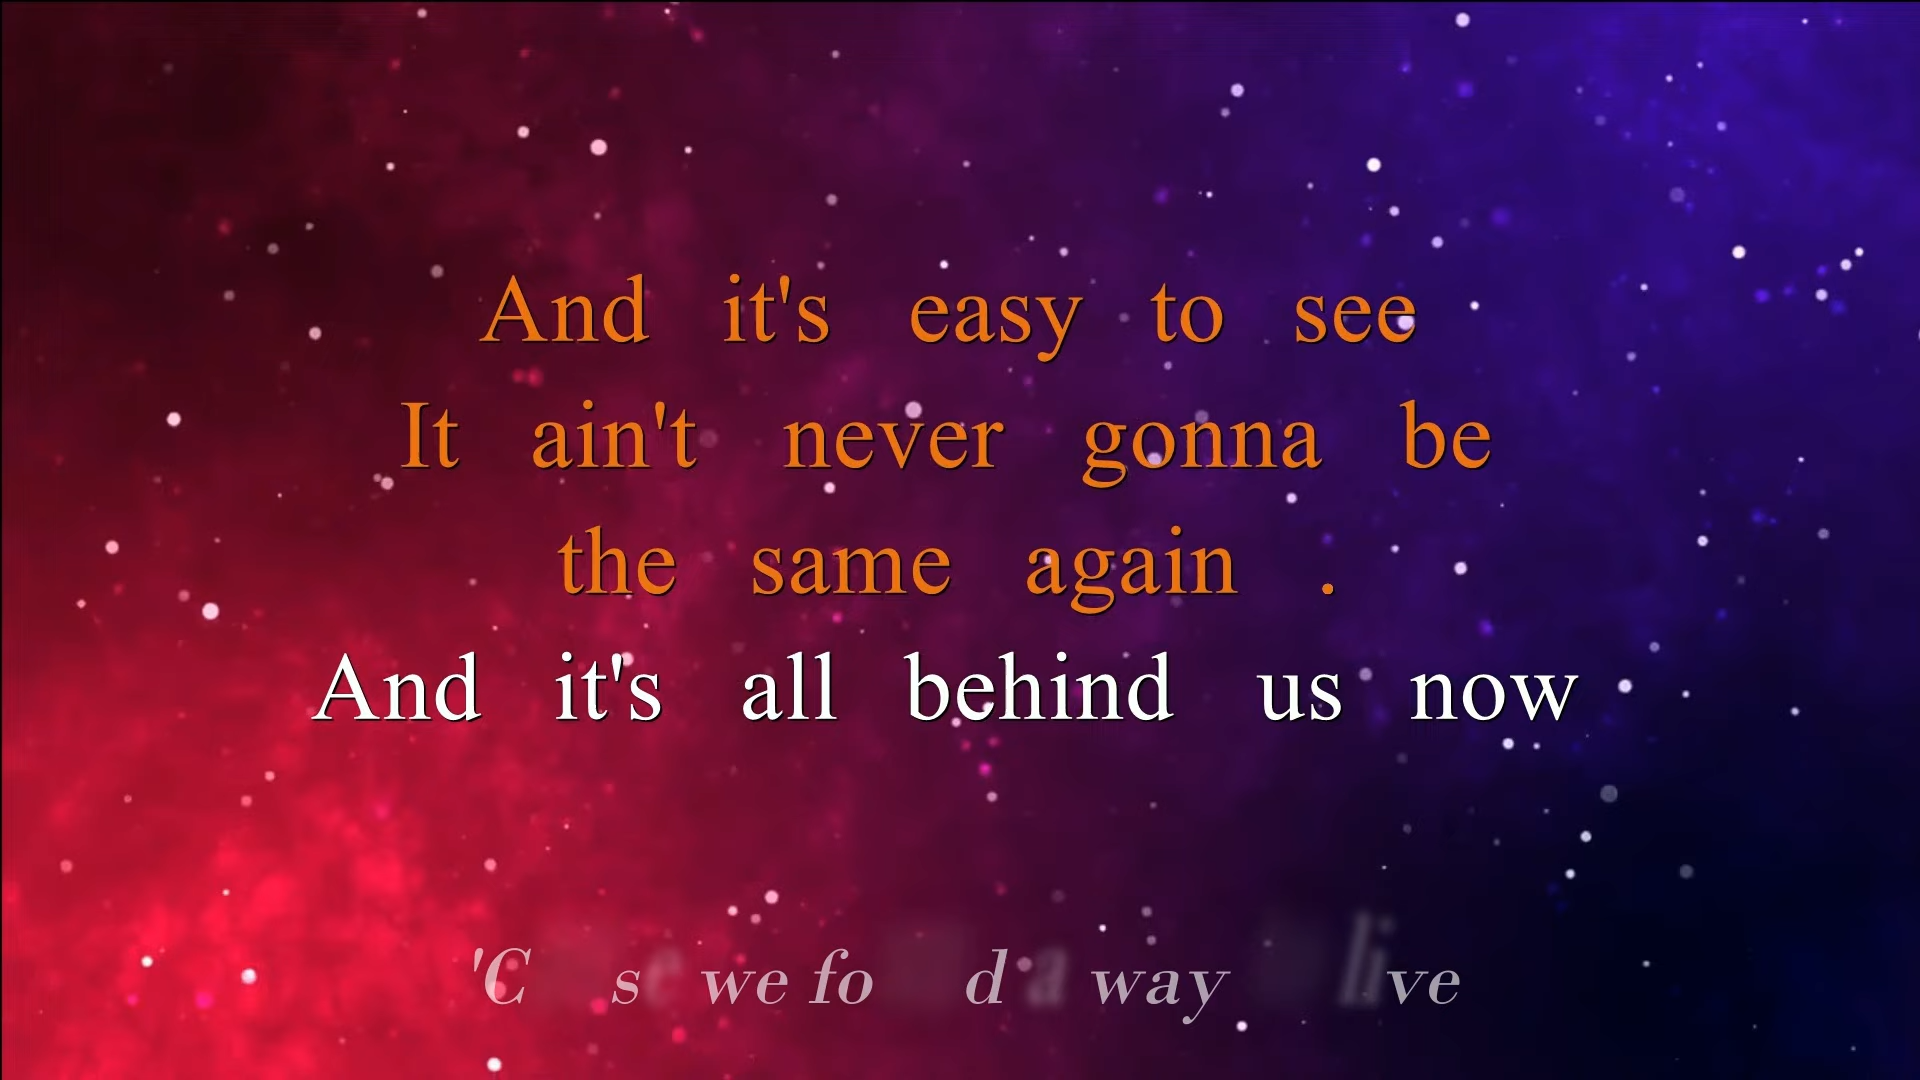 And it's easy to see
It ain't never gonna be
the same again .
And it's all behind us now
we a way